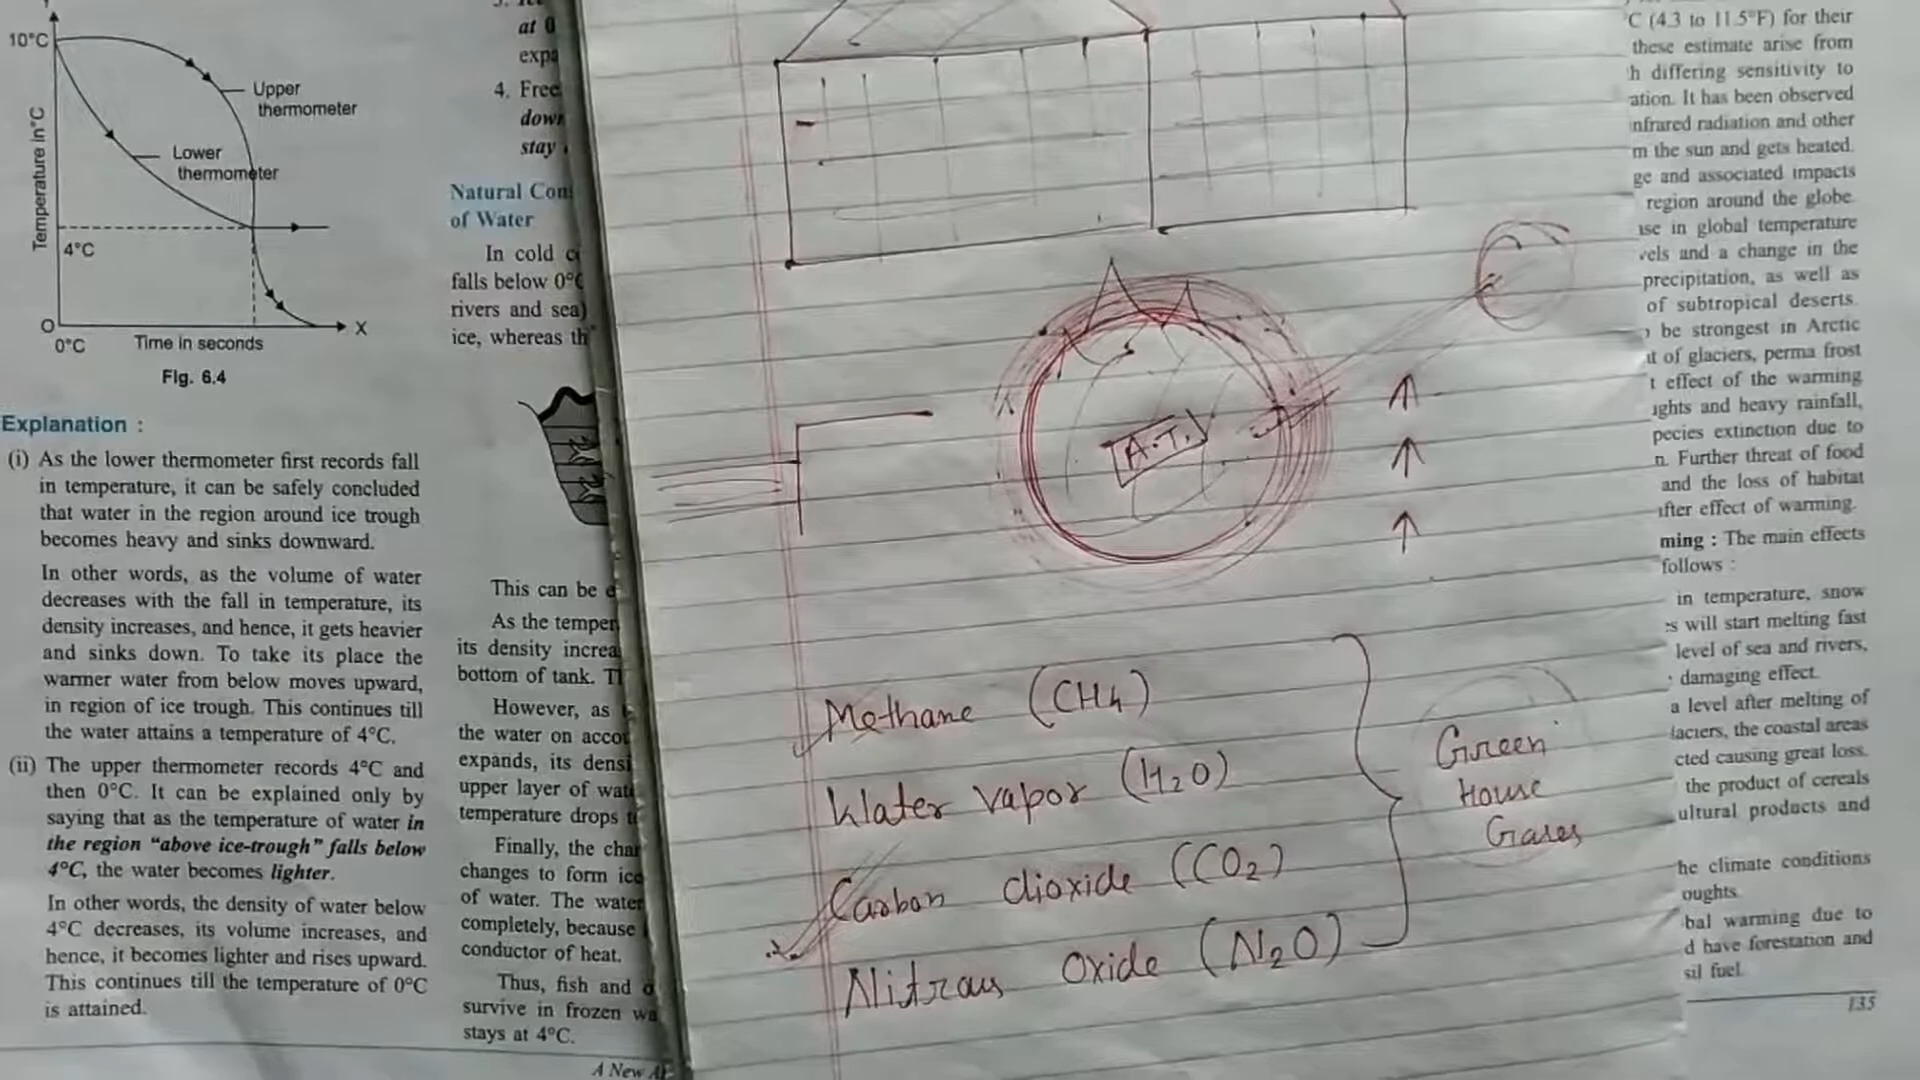 Y
10°C
Upper
thermometer
Lower
thermometer
Temperature in°C
4°C
O
X
0°C
Time in seconds
Fig. 6.4
Explanation :
(i) As the lower thermometer first records fall
in temperature, it can be safely concluded
that water in the region around ice trough
becomes heavy and sinks downward.
In other words, as the volume of water
decreases with the fall in temperature, its
density increases, and hence, it gets heavier
and sinks down. To take its place the
warmer water from below moves upward,
in region of ice trough. This continues till
the water attains a temperature of 4°C.
(ii) The upper thermometer records 4°C and
then 0°C. It can be explained only by
saying that as the temperature of water in
the region “above ice-trough” falls below
4°C, the water becomes lighter.
In other words, the density of water below
4°C decreases, its volume increases, and
hence, it becomes lighter and rises upward.
This continues till the temperature of 0°C
is attained.
at 0
expa
4. Free
down
stay
Natural Con
of Water
In cold c
falls below 0°C
rivers and sea)
ice, whereas th
This can be e
As the temper
its density increa
bottom of tank. T
However, as
the water on accou
expands, its densi
upper layer of wat
temperature drops t
Finally, the char
changes to form ice
of water. The water
completely, because
conductor of heat.
Thus, fish and o
survive in frozen wa
stays at 4°C.
A New
A.T.
Methane (CH4)
Water vapor (H2O)
Carbon dioxide (CO2)
Nitrous Oxide (N2O)
Green
House
Gases
°C (4.3 to 11.5°F) for their
these estimate arise from
h differing sensitivity to
ation. It has been observed
nfrared radiation and other
m the sun and gets heated.
ge and associated impacts
region around the globe.
ise in global temperature
vels and a change in the
precipitation, as well as
of subtropical deserts.
o be strongest in Arctic
it of glaciers, perma frost
t effect of the warming
ights and heavy rainfall,
pecies extinction due to
n. Further threat of food
and the loss of habitat
ifter effect of warming.
ming : The main effects
follows :
in temperature, snow
s will start melting fast
level of sea and rivers,
damaging effect.
a level after melting of
laciers, the coastal areas
cted causing great loss.
the product of cereals
ultural products and
he climate conditions
oughts.
bal warming due to
d have forestation and
sil fuel.
135